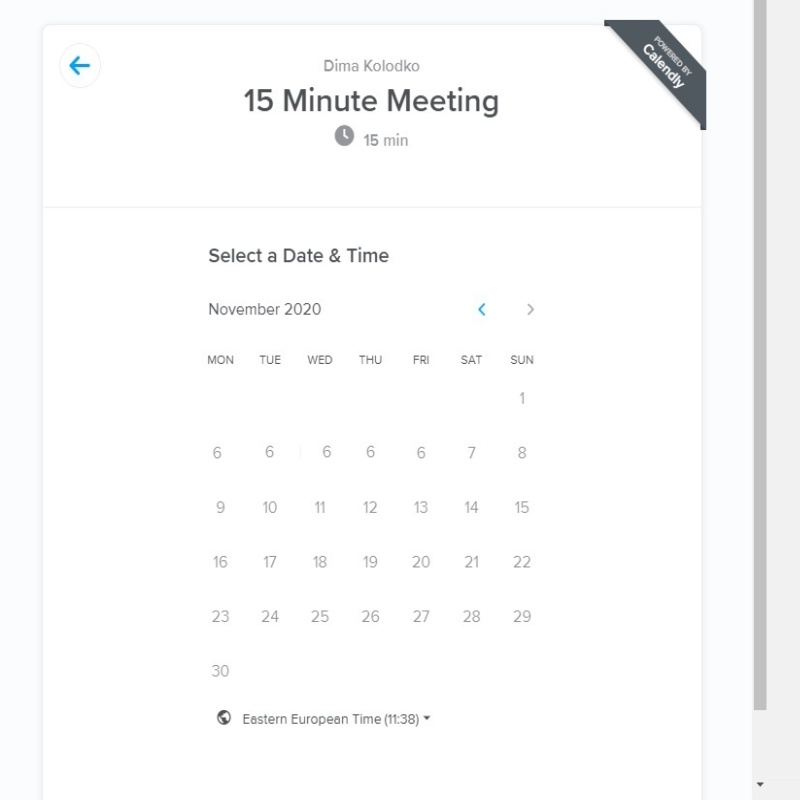 POWERED BY
Calendly
Dima Kolodko
15 Minute Meeting
15 min
Select a Date & Time
November 2020
MON TUE WED THU FRI SAT SUN
1
6 6 6 6 6 7 8
9 10 11 12 13 14 15
16 17 18 19 20 21 22
23 24 25 26 27 28 29
30
Eastern European Time (11:38)